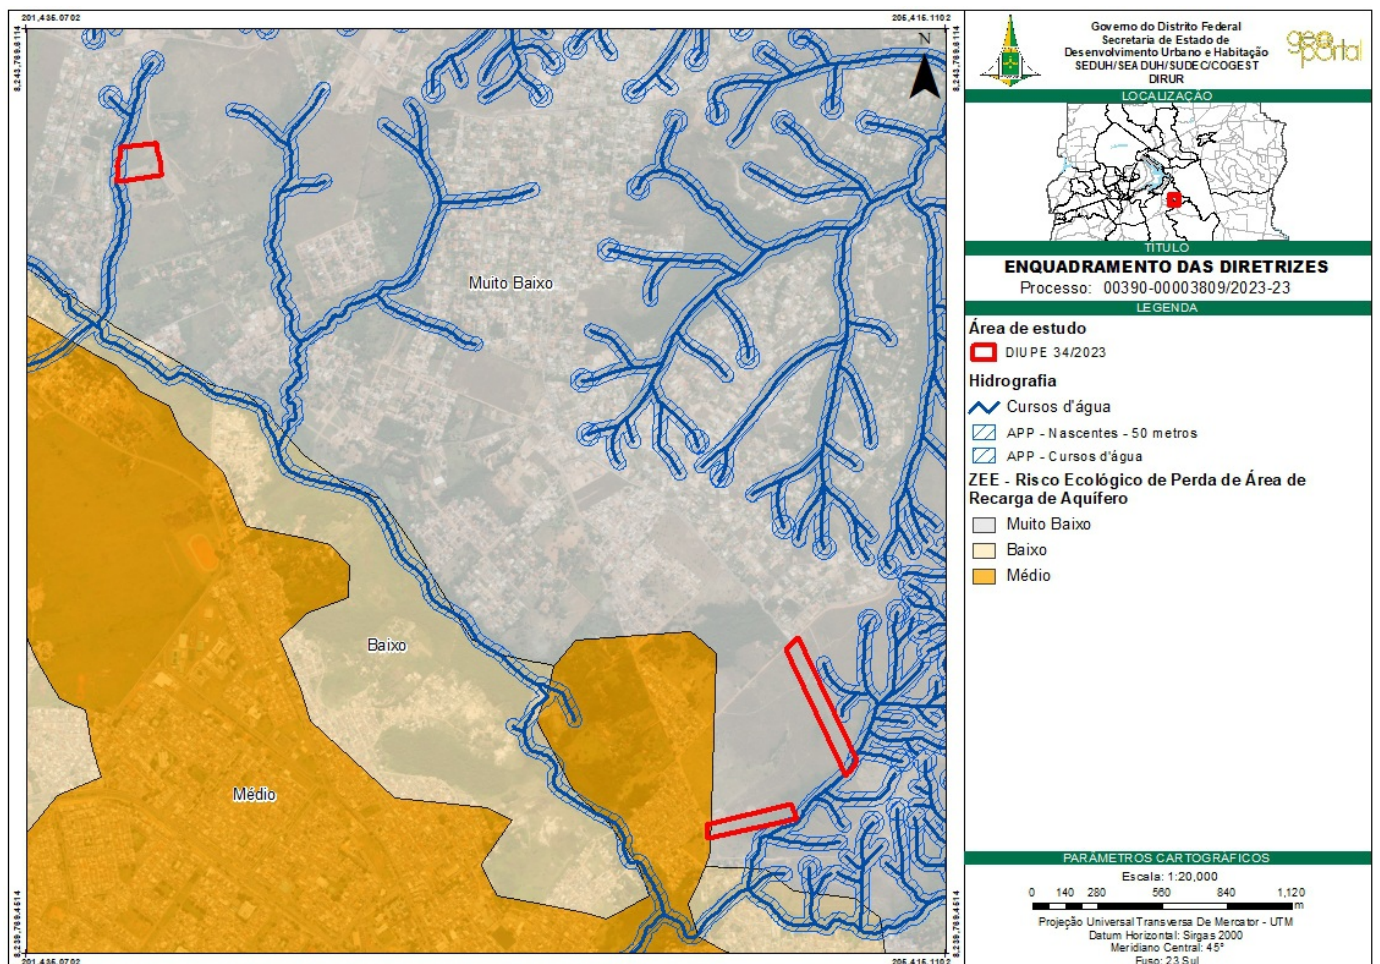 201,435.0702
205,415.1102
8,243,769.6114
8,243,769.6114
N
Muito Baixo
Baixo
Médio
8,239,769.4514
8,239,769.4514
201,435.0702
205,415.1102
Governo do Distrito Federal
Secretaria de Estado de
Desenvolvimento Urbano e Habitação
SEDUH/SEADUH/SUDEC/COGEST
DIRUR
geoportal
LOCALIZAÇÃO
TÍTULO
ENQUADRAMENTO DAS DIRETRIZES
Processo: 00390-00003809/2023-23
LEGENDA
Área de estudo
DIUPE 34/2023
Hidrografia
Cursos d'água
APP - Nascentes - 50 metros
APP - Cursos d'água
ZEE - Risco Ecológico de Perda de Área de
Recarga de Aquífero
Muito Baixo
Baixo
Médio
PARÂMETROS CARTOGRÁFICOS
Escala: 1:20,000
0 140 280 560 840 1,120
m
Projeção Universal Transversa De Mercator - UTM
Datum Horizontal: Sirgas 2000
Meridiano Central: 45°
Fuso: 23 Sul